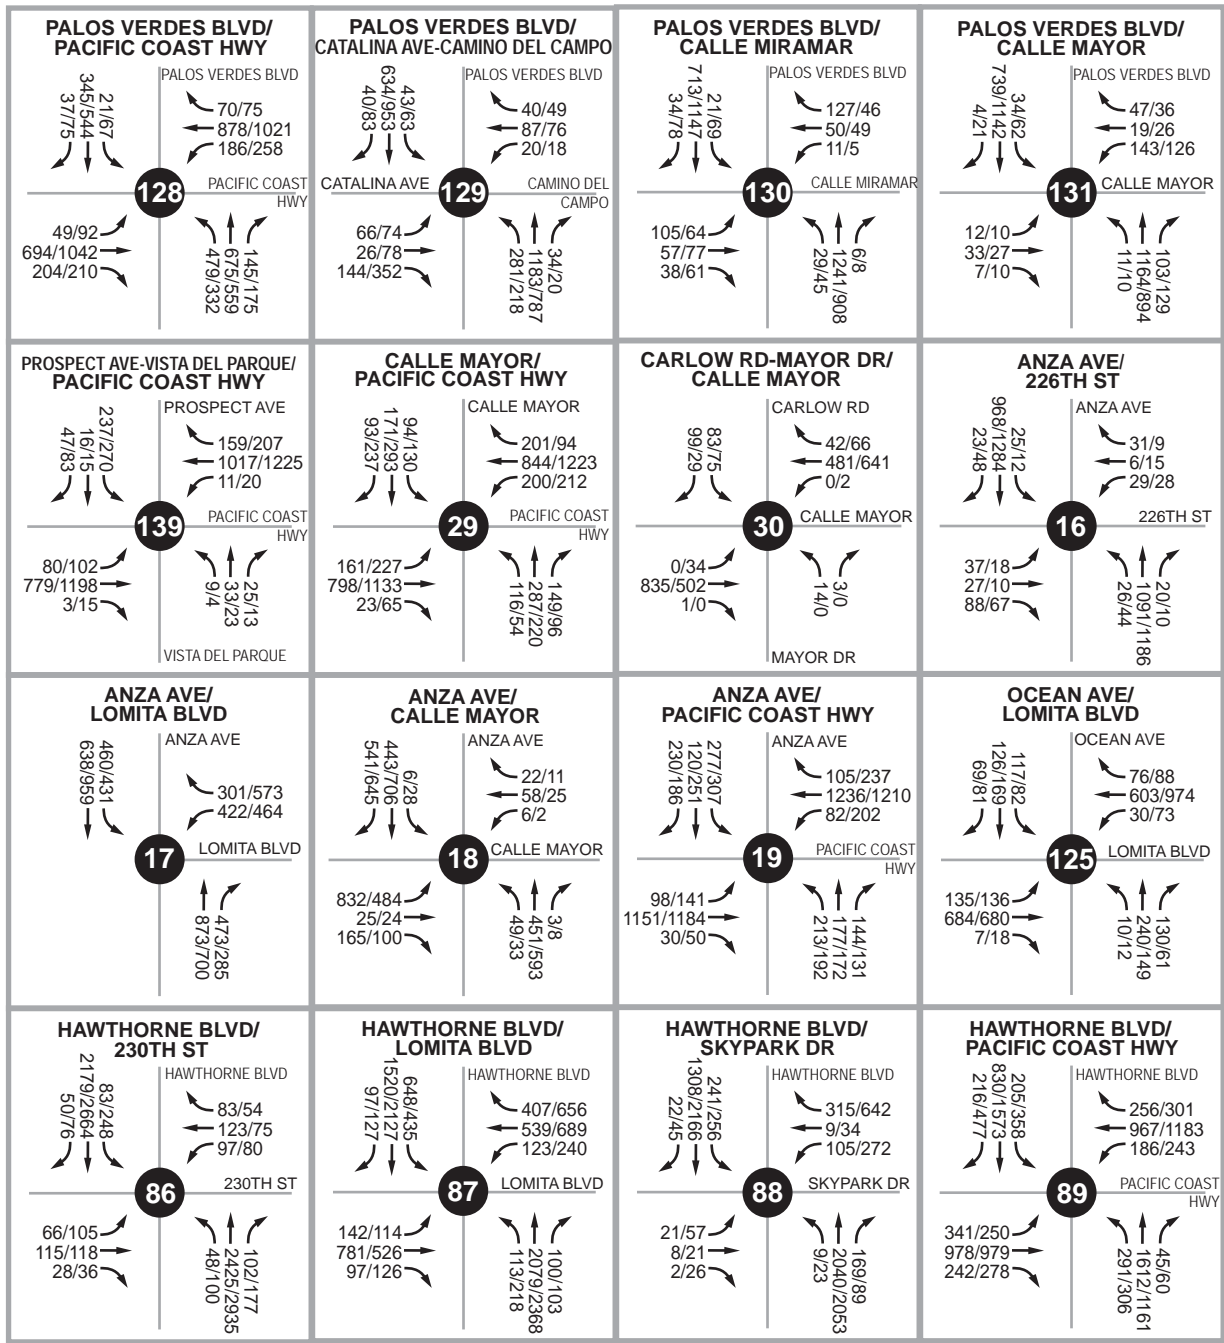 PALOS VERDES BLVD/
PACIFIC COAST HWY
PALOS VERDES BLVD
37/75
345/544
21/67
70/75
878/1021
186/258
128
PACIFIC COAST
HWY
49/92
694/1042
204/210
479/332
675/559
145/175
PALOS VERDES BLVD/
CATALINA AVE-CAMINO DEL CAMPO
PALOS VERDES BLVD
40/83
634/953
43/63
40/49
87/76
20/18
CATALINA AVE
129
CAMINO DEL
CAMPO
66/74
26/78
144/352
281/218
1183/787
34/20
PALOS VERDES BLVD/
CALLE MIRAMAR
PALOS VERDES BLVD
34/78
713/1147
21/69
127/46
50/49
11/5
130
CALLE MIRAMAR
105/64
57/77
38/61
29/45
1241/908
6/8
PALOS VERDES BLVD/
CALLE MAYOR
PALOS VERDES BLVD
4/21
739/1142
34/62
47/36
19/26
143/126
131
CALLE MAYOR
12/10
33/27
7/10
11/10
1164/894
103/129
PROSPECT AVE-VISTA DEL PARQUE/
PACIFIC COAST HWY
PROSPECT AVE
47/83
16/15
237/270
159/207
1017/1225
11/20
139
PACIFIC COAST
HWY
80/102
779/1198
3/15
9/4
33/23
25/13
VISTA DEL PARQUE
CALLE MAYOR/
PACIFIC COAST HWY
CALLE MAYOR
93/237
171/293
94/130
201/94
844/1223
200/212
29
PACIFIC COAST
HWY
161/227
798/1133
23/65
116/54
287/220
149/96
CARLOW RD-MAYOR DR/
CALLE MAYOR
CARLOW RD
99/29
83/75
42/66
481/641
0/2
30
CALLE MAYOR
0/34
835/502
1/0
14/0
3/0
MAYOR DR
ANZA AVE/
226TH ST
ANZA AVE
23/48
968/1284
25/12
31/9
6/15
29/28
16
226TH ST
37/18
27/10
88/67
26/44
1091/1186
20/10
ANZA AVE/
LOMITA BLVD
ANZA AVE
638/959
460/431
301/573
422/464
17
LOMITA BLVD
873/700
473/285
ANZA AVE/
CALLE MAYOR
ANZA AVE
541/645
443/706
6/28
22/11
58/25
6/2
18
CALLE MAYOR
832/484
25/24
165/100
49/33
451/593
3/8
ANZA AVE/
PACIFIC COAST HWY
ANZA AVE
230/186
120/251
277/307
105/237
1236/1210
82/202
19
PACIFIC COAST
HWY
98/141
1151/1184
30/50
213/192
177/172
144/131
OCEAN AVE/
LOMITA BLVD
OCEAN AVE
69/81
126/169
117/82
76/88
603/974
30/73
125
LOMITA BLVD
135/136
684/680
7/18
10/12
240/149
130/61
HAWTHORNE BLVD/
230TH ST
HAWTHORNE BLVD
50/76
2179/2664
83/248
83/54
123/75
97/80
86
230TH ST
66/105
115/118
28/36
48/100
2425/2935
102/177
HAWTHORNE BLVD/
LOMITA BLVD
HAWTHORNE BLVD
97/127
1520/2127
648/435
407/656
539/689
123/240
87
LOMITA BLVD
142/114
781/526
97/126
113/218
2079/2368
100/103
HAWTHORNE BLVD/
SKYPARK DR
HAWTHORNE BLVD
22/45
1308/2166
241/256
315/642
9/34
105/272
88
SKYPARK DR
21/57
8/21
2/26
9/23
2040/2053
169/89
HAWTHORNE BLVD/
PACIFIC COAST HWY
HAWTHORNE BLVD
216/477
830/1573
205/358
256/301
967/1183
186/243
89
PACIFIC COAST
HWY
341/250
978/979
242/278
291/306
1612/1161
45/60